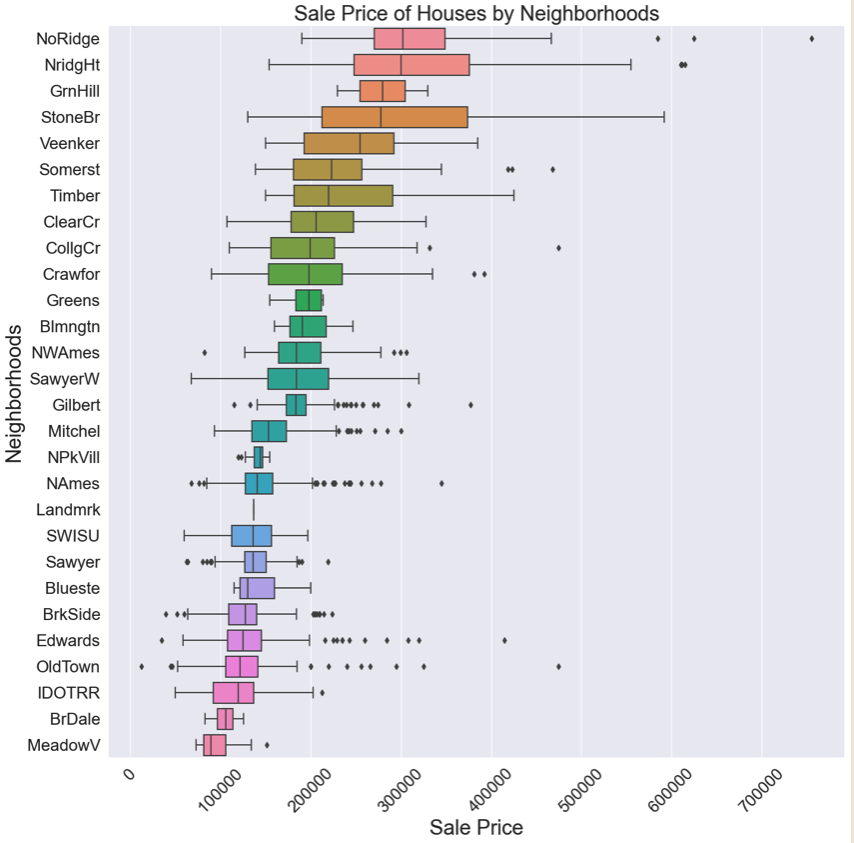 Sale Price of Houses by Neighborhoods
Neighborhoods
NoRidge
NridgHt
GrnHill
StoneBr
Veenker
Somerst
Timber
ClearCr
CollgCr
Crawfor
Greens
Blmngtn
NWAmes
SawyerW
Gilbert
Mitchel
NPkVill
NAmes
Landmrk
SWISU
Sawyer
Blueste
BrkSide
Edwards
OldTown
IDOTRR
BrDale
MeadowV
0 100000 200000 300000 400000 500000 600000 700000
Sale Price